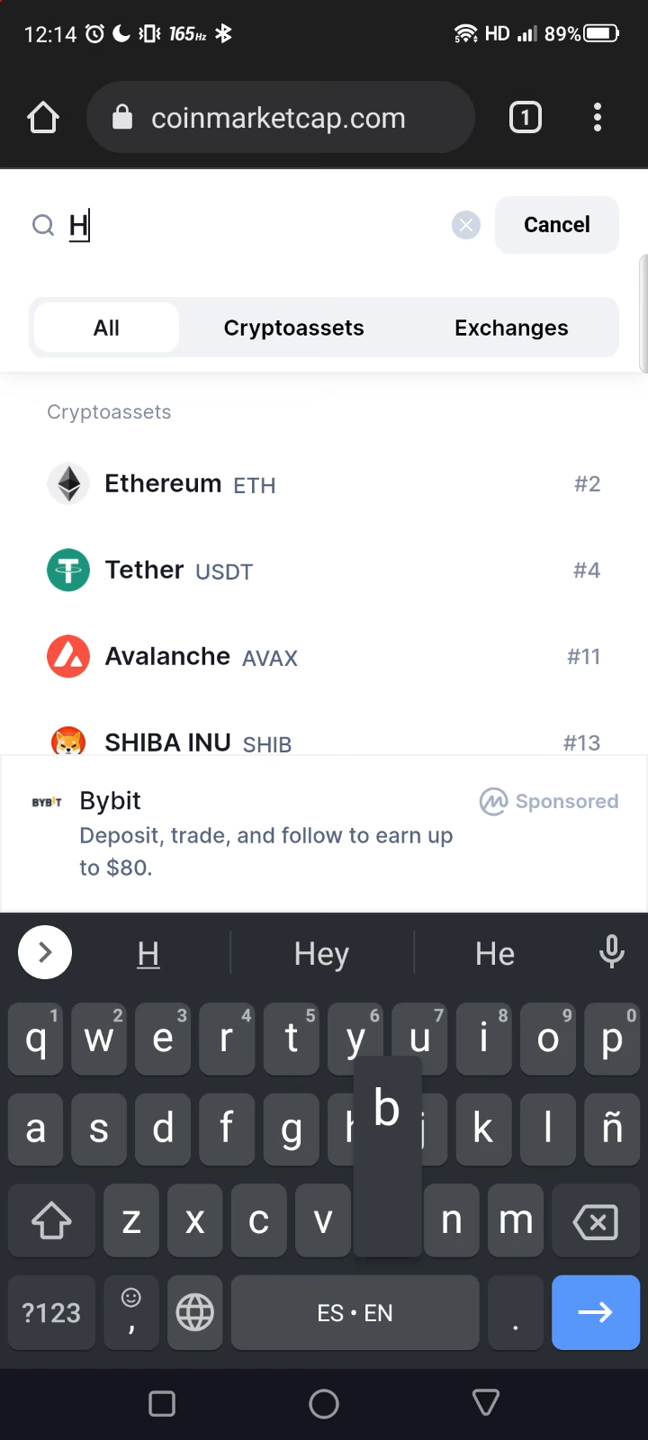 12:14 165Hz 5 HD 89%
coinmarketcap.com 1
H Cancel
All Cryptoassets Exchanges
Cryptoassets
Ethereum ETH #2
Tether USDT #4
Avalanche AVAX #11
SHIBA INU SHIB #13
BYBIT Bybit Sponsored
Deposit, trade, and follow to earn up
to $80.
H Hey He
1 2 3 4 5 6 7 8 9 0
q w e r t y u i o p
b
a s d f g h j k l ñ
z x c v n m
?123 , ES • EN .